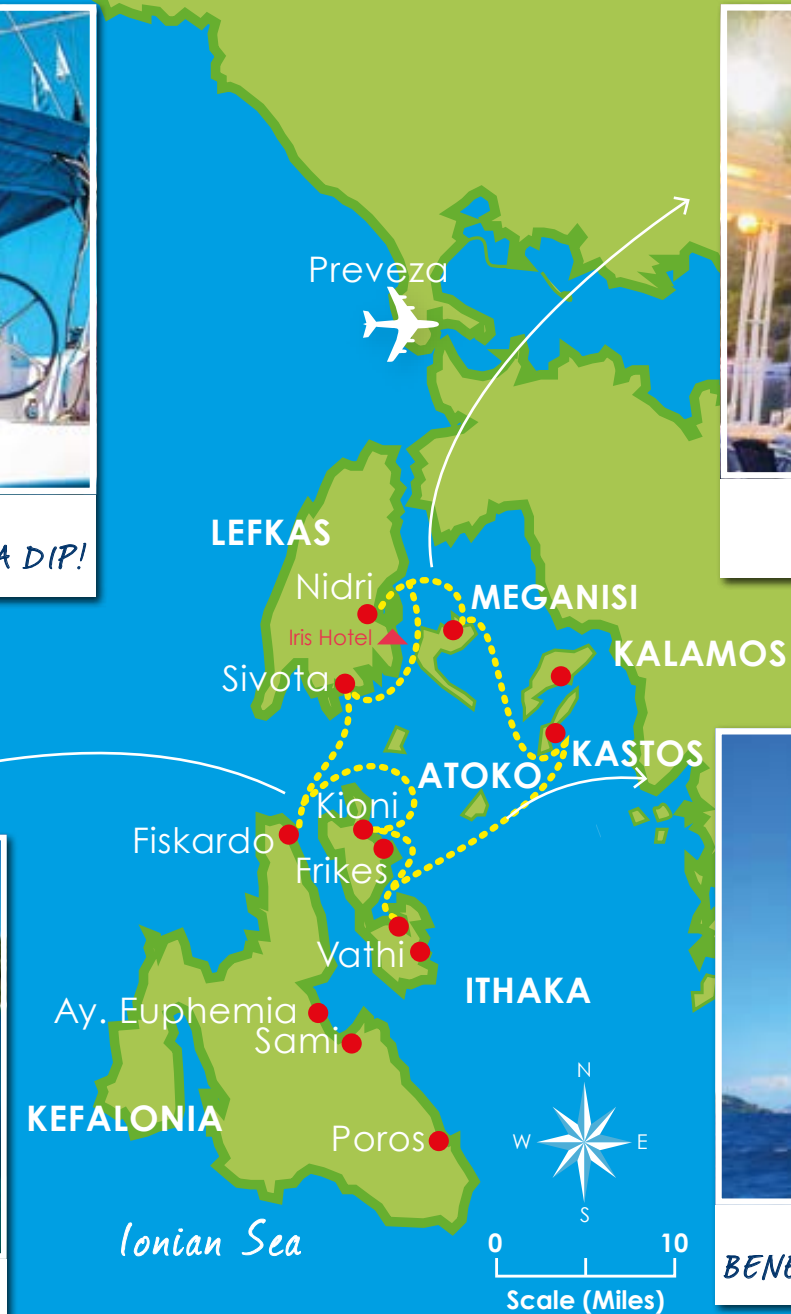 Preveza
A DIP!
LEFKAS
Nidri
MEGANISI
Iris Hotel
KALAMOS
Sivota
KASTOS
ATOKO
Kioni
Fiskardo
Frikes
Vathi
ITHAKA
Ay. Euphemia
Sami
KEFALONIA
Poros
N
W E
S
Ionian Sea
0 10
Scale (Miles)